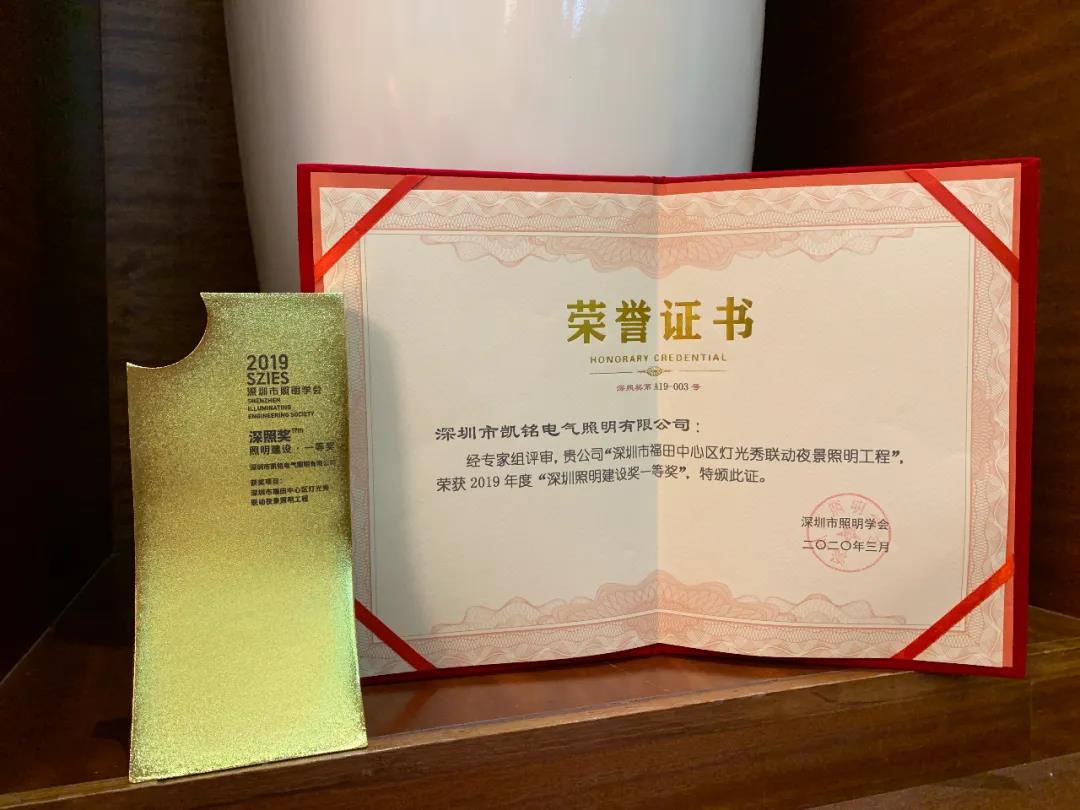 2019
SZIES
深圳市照明学会
SHENZHEN
ILLUMINATING
ENGINEERING SOCIETY
深照奖
照明建设·一等奖
深圳市凯铭电气照明有限公司
获奖项目:
深圳市福田中心区灯光秀
联动夜景照明工程
荣誉证书
HONORARY CREDENTIAL
深照奖第A19-003号
深圳市凯铭电气照明有限公司:
经专家组评审,贵公司“深圳市福田中心区灯光秀联动夜景照明工程”,
荣获2019年度“深圳照明建设奖一等奖”,特颁此证。
深圳市照明学会
二〇二〇年三月